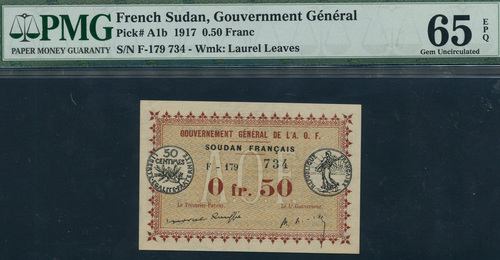 PMG
PAPER MONEY GUARANTY
French Sudan, Gouvernment Général
Pick# A1b 1917 0.50 Franc
S/N F-179 734 - Wmk: Laurel Leaves
65 EPQ
Gem Uncirculated
GOUVERNEMENT GÉNÉRAL DE L'A. O. F.
SOUDAN FRANÇAIS
F - 179 734
50
CENTIMES
AOF
0 fr. 50
Le Trésorier-Payeur,
Le Lt Gouverneur